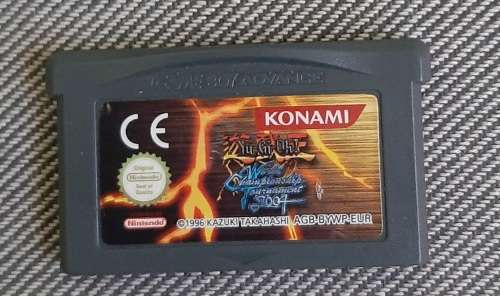 GAME BOY ADVANCE
CE
KONAMI
Yu-Gi-Oh!
World
Championship
Tournament
2004
Original
Nintendo
Seal of
Quality
Nintendo
©1996 KAZUKI TAKAHASHI AGB-BYWP-EUR